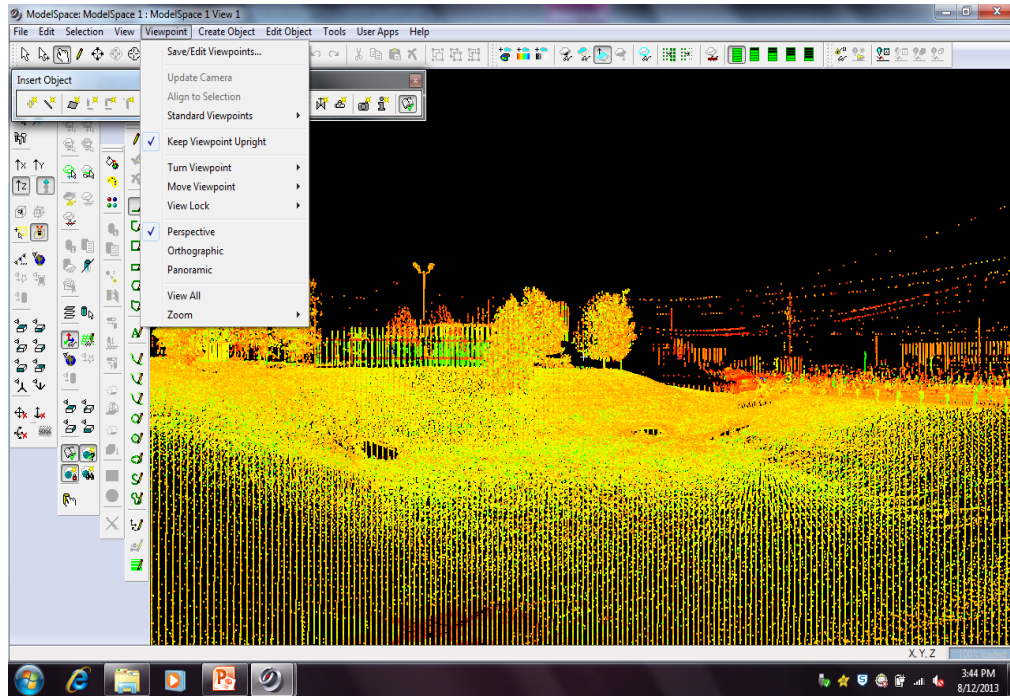 ModelSpace: ModelSpace 1 : ModelSpace 1 View 1
File Edit Selection View Viewpoint Create Object Edit Object Tools User Apps Help
Save/Edit Viewpoints...
Insert Object
Update Camera
Align to Selection
Standard Viewpoints
Keep Viewpoint Upright
Turn Viewpoint
Move Viewpoint
View Lock
Perspective
Orthographic
Panoramic
View All
Zoom
X, Y, Z
3:44 PM
8/12/2013